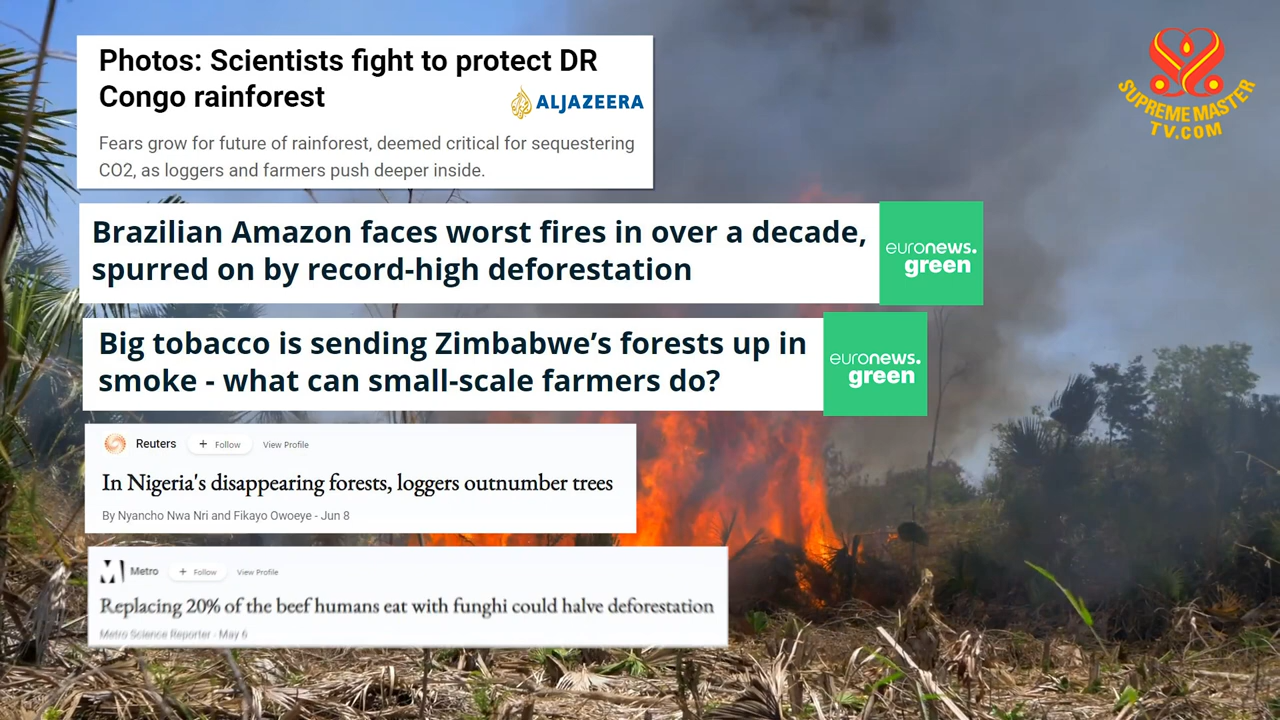 Photos: Scientists fight to protect DR
Congo rainforest
ALJAZEERA
Fears grow for future of rainforest, deemed critical for sequestering
CO2, as loggers and farmers push deeper inside.
SUPREME MASTER
TV.COM
Brazilian Amazon faces worst fires in over a decade,
spurred on by record-high deforestation
euronews.
green
Big tobacco is sending Zimbabwe's forests up in
smoke - what can small-scale farmers do?
euronews.
green
Reuters + Follow View Profile
In Nigeria's disappearing forests, loggers outnumber trees
By Nyancho Nwa Nri and Fikayo Owoeye - Jun 8
Metro + Follow View Profile
Replacing 20% of the beef humans eat with funghi could halve deforestation
Metro Science Reporter - May 6